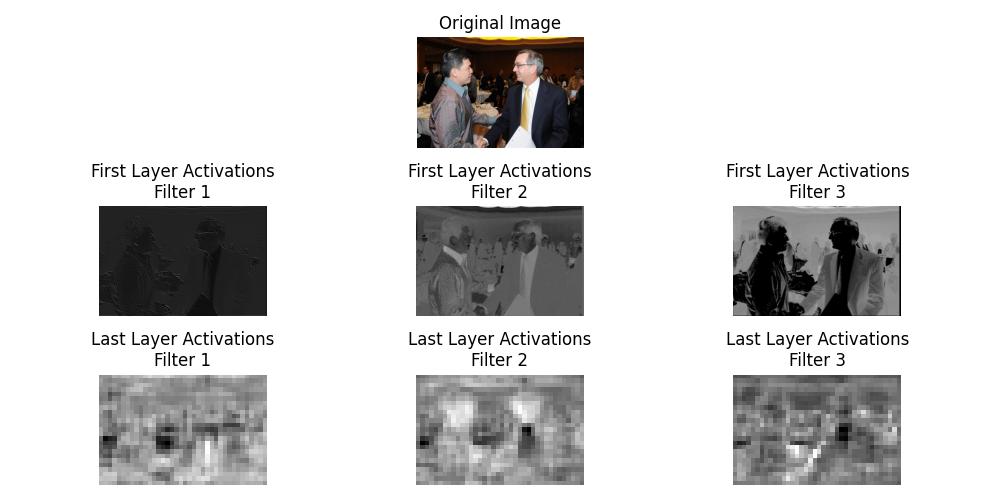 Original Image
First Layer Activations
Filter 1
First Layer Activations
Filter 2
First Layer Activations
Filter 3
Last Layer Activations
Filter 1
Last Layer Activations
Filter 2
Last Layer Activations
Filter 3